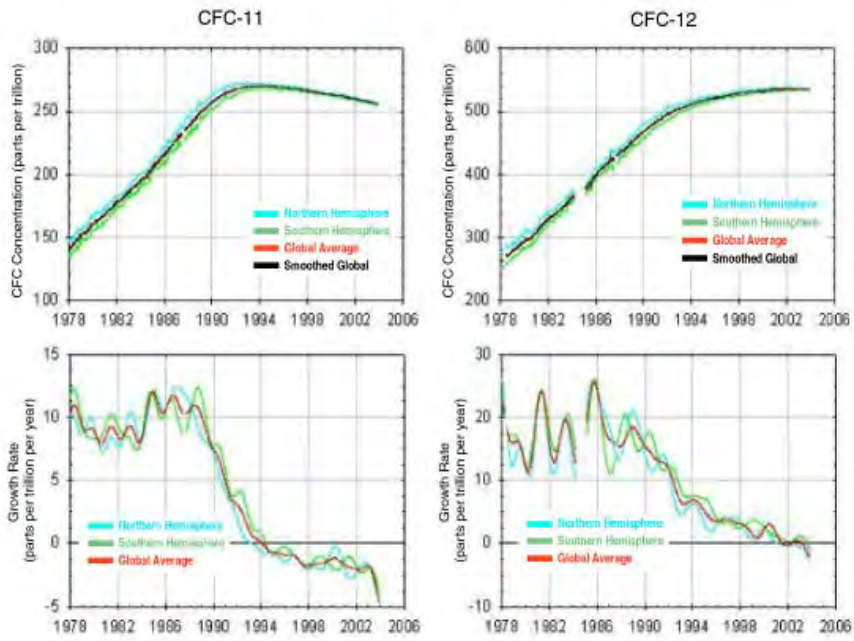 CFC-11
CFC-12
CFC Concentration (parts per trillion)
300
250
200
150
100
Northern Hemisphere
Southern Hemisphere
Global Average
Smoothed Global
1978 1982 1986 1990 1994 1998 2002 2006
CFC Concentration (parts per trillion)
600
500
400
300
200
Northern Hemisphere
Southern Hemisphere
Global Average
Smoothed Global
1978 1982 1986 1990 1994 1998 2002 2006
Growth Rate
(parts per trillion per year)
15
10
5
0
-5
Northern Hemisphere
Southern Hemisphere
Global Average
1978 1982 1986 1990 1994 1998 2002 2006
Growth Rate
(parts per trillion per year)
30
20
10
0
-10
Northern Hemisphere
Southern Hemisphere
Global Average
1978 1982 1986 1990 1994 1998 2002 2006